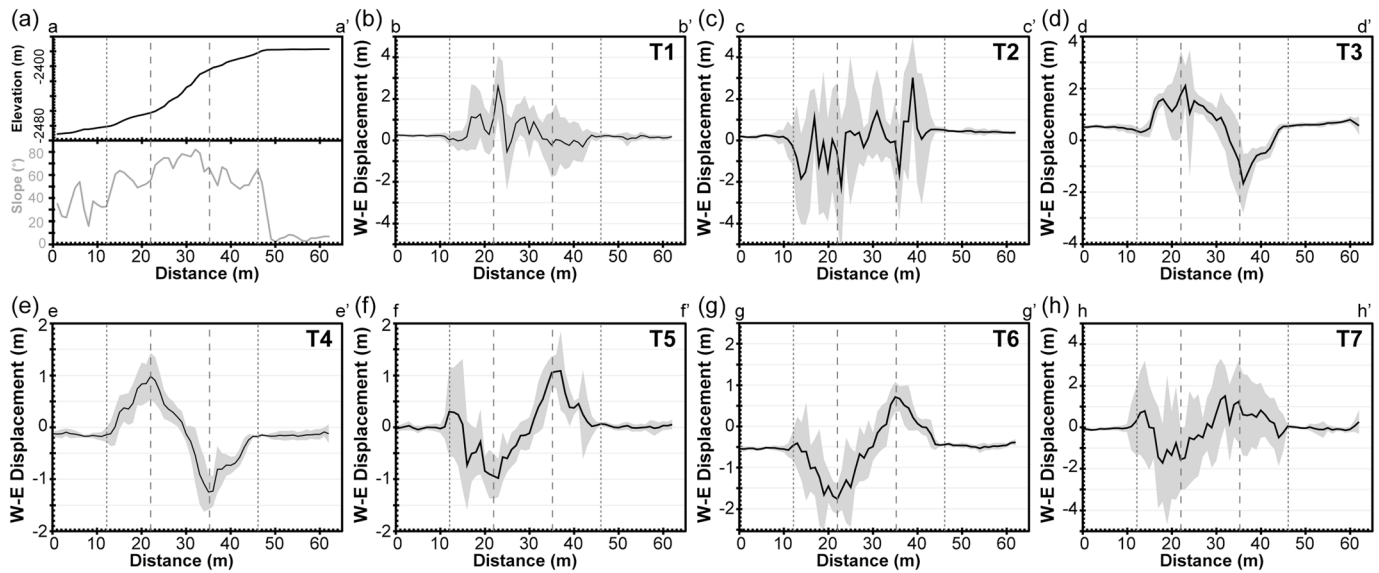 (a) a a'
Elevation (m)
2400
2480
Slope (°)
80
60
40
20
0
0 10 20 30 40 50 60
Distance (m)
(b) b b'
T1
W-E Displacement (m)
4
2
0
-2
-4
0 10 20 30 40 50 60
Distance (m)
(c) c c'
T2
W-E Displacement (m)
4
2
0
-2
-4
0 10 20 30 40 50 60
Distance (m)
(d) d d'
T3
W-E Displacement (m)
4
2
0
-2
-4
0 10 20 30 40 50 60
Distance (m)
(e) e e'
T4
W-E Displacement (m)
2
1
0
-1
-2
0 10 20 30 40 50 60
Distance (m)
(f) f f'
T5
W-E Displacement (m)
2
1
0
-1
-2
0 10 20 30 40 50 60
Distance (m)
(g) g g'
T6
W-E Displacement (m)
2
1
0
-1
-2
0 10 20 30 40 50 60
Distance (m)
(h) h h'
T7
W-E Displacement (m)
4
2
0
-2
-4
0 10 20 30 40 50 60
Distance (m)